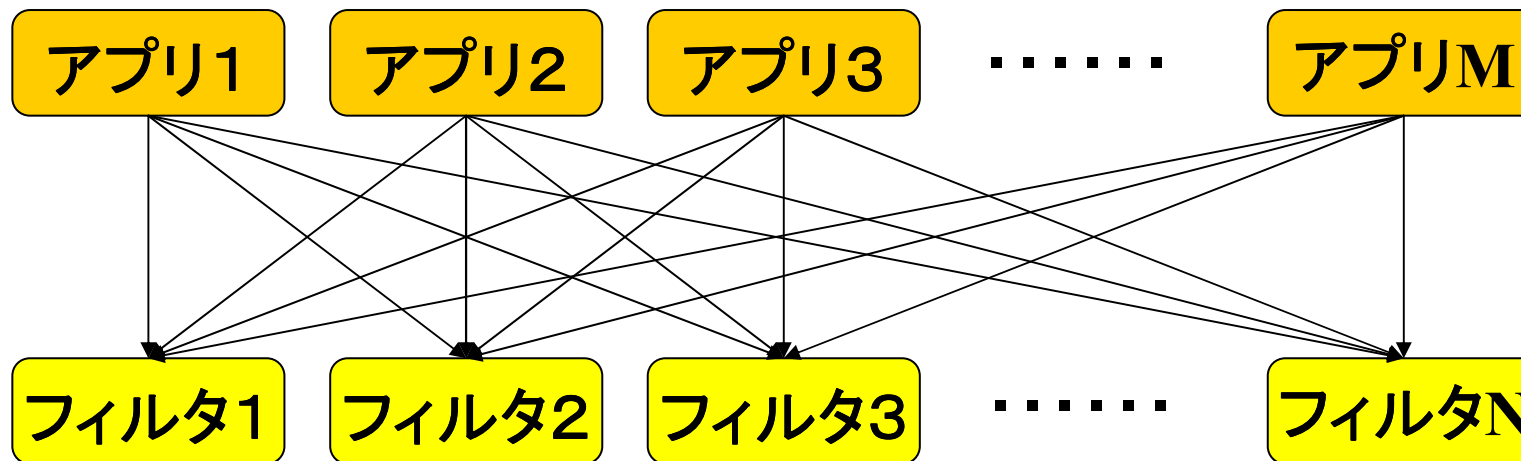 アプリ1 アプリ2 アプリ3 ・・・・・・ アプリM
フィルタ1 フィルタ2 フィルタ3 ・・・・・・ フィルタN